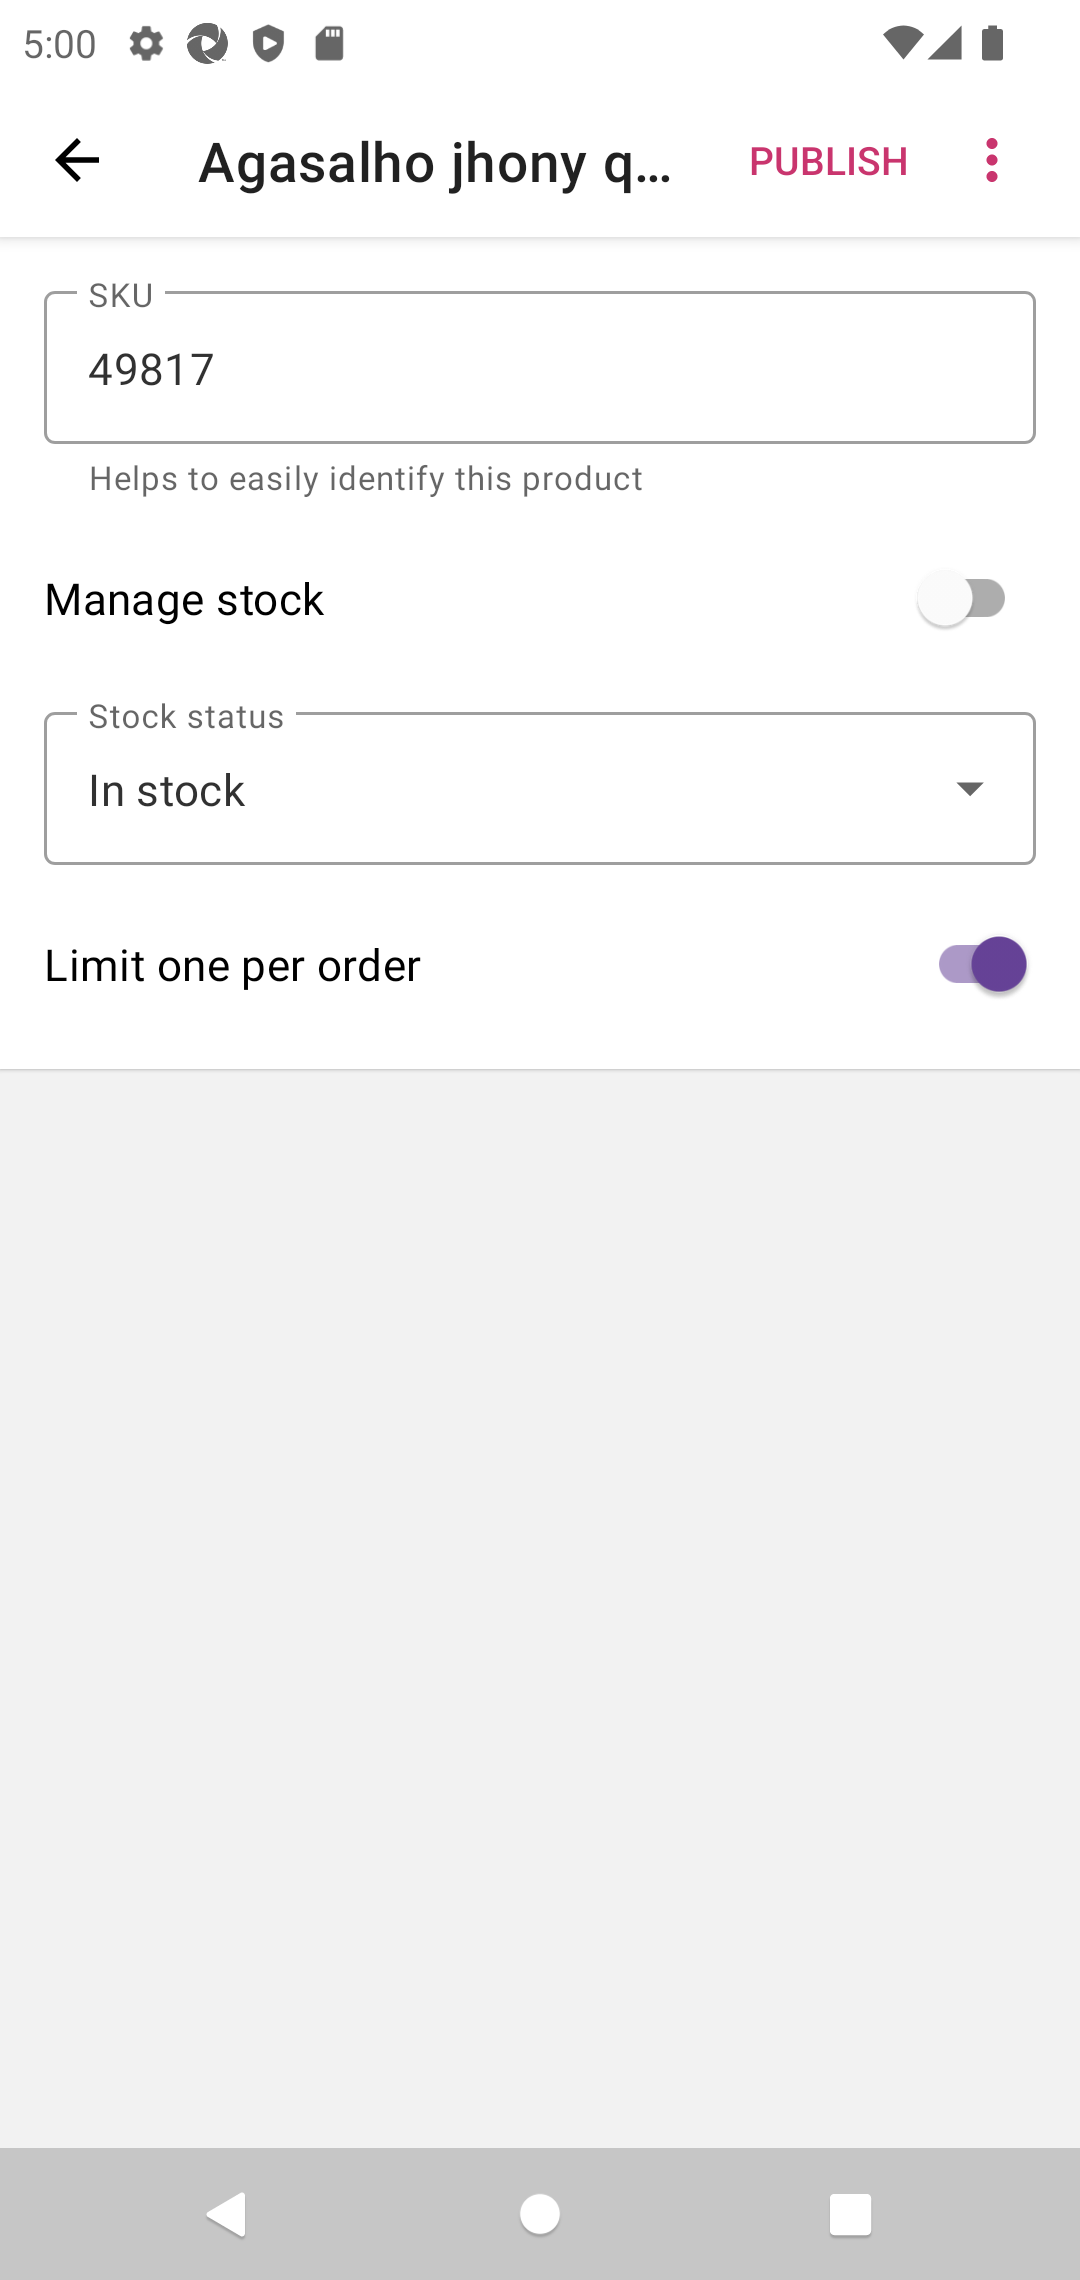 5:00
Agasalho jhony q...
PUBLISH
SKU
49817
Helps to easily identify this product
Manage stock
Stock status
In stock
Limit one per order